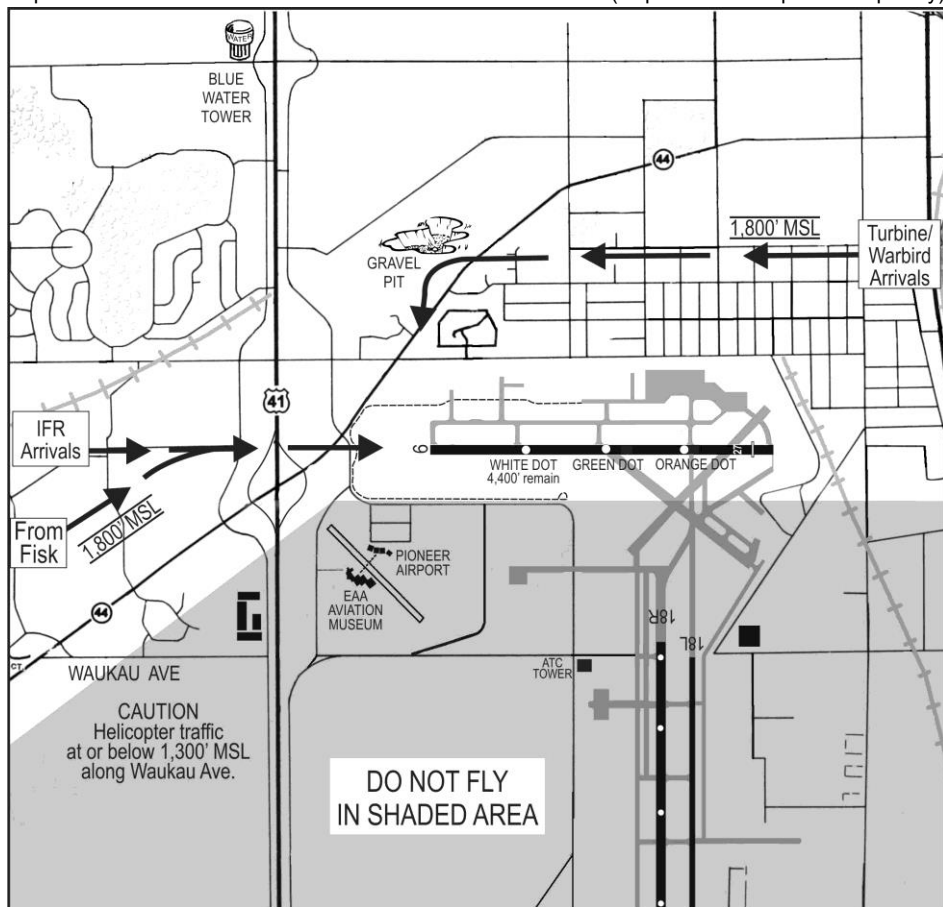 WATER
BLUE
WATER
TOWER
44
1,800' MSL
Turbine/
Warbird
Arrivals
GRAVEL
PIT
41
IFR
Arrivals
9
27
WHITE DOT
4,400' remain
GREEN DOT
ORANGE DOT
From
Fisk
1,800' MSL
PIONEER
AIRPORT
EAA
AVIATION
MUSEUM
44
18R
18L
CT.
WAUKAU AVE
ATC
TOWER
CAUTION
Helicopter traffic
at or below 1,300' MSL
along Waukau Ave.
DO NOT FLY
IN SHADED AREA